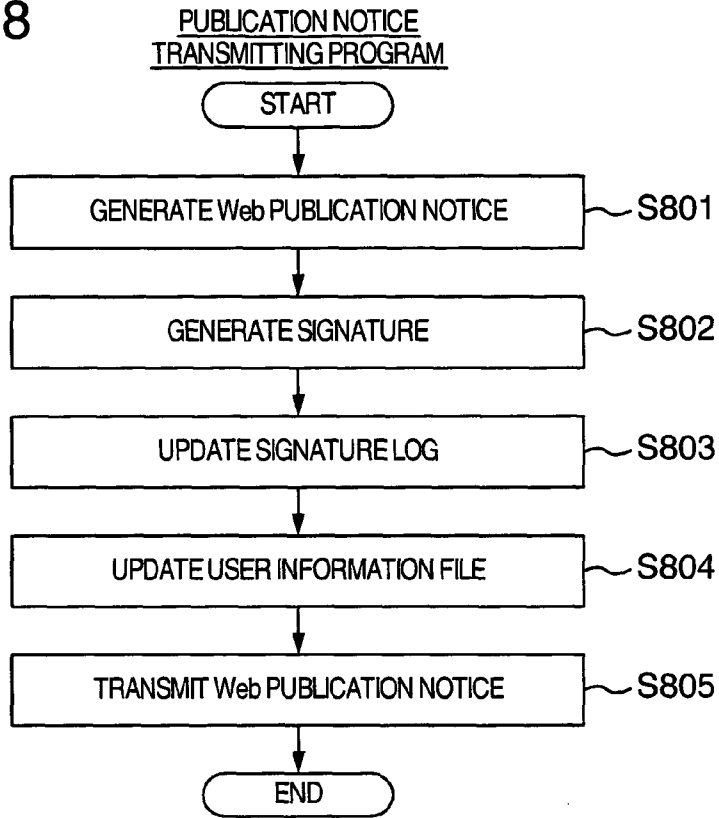 8
PUBLICATION NOTICE
TRANSMITTING PROGRAM
START
GENERATE Web PUBLICATION NOTICE
S801
GENERATE SIGNATURE
S802
UPDATE SIGNATURE LOG
S803
UPDATE USER INFORMATION FILE
S804
TRANSMIT Web PUBLICATION NOTICE
S805
END